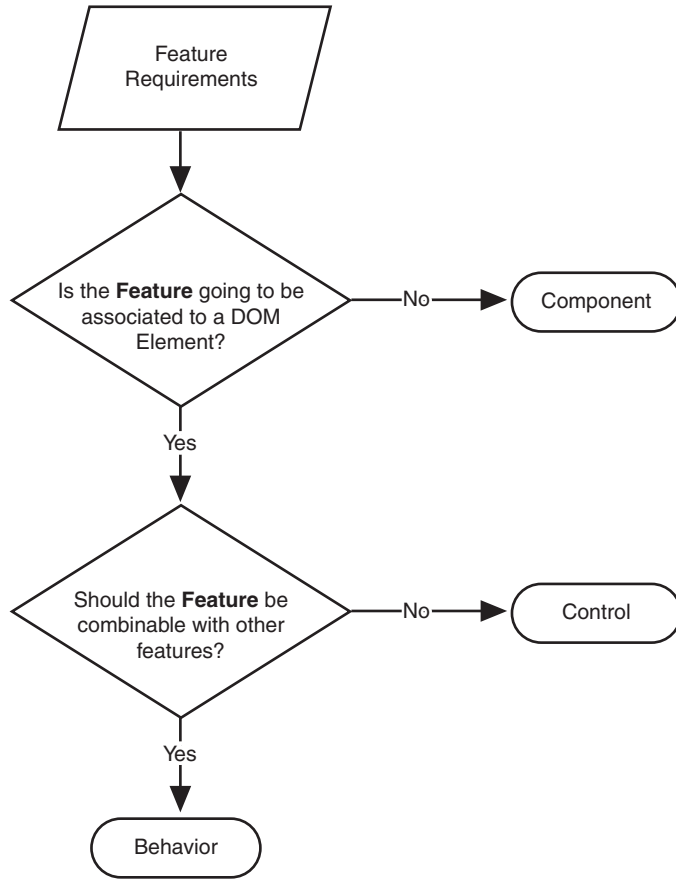 Feature
Requirements
Is the Feature going to be
associated to a DOM
Element?
No
Component
Yes
Should the Feature be
combinable with other
features?
No
Control
Yes
Behavior